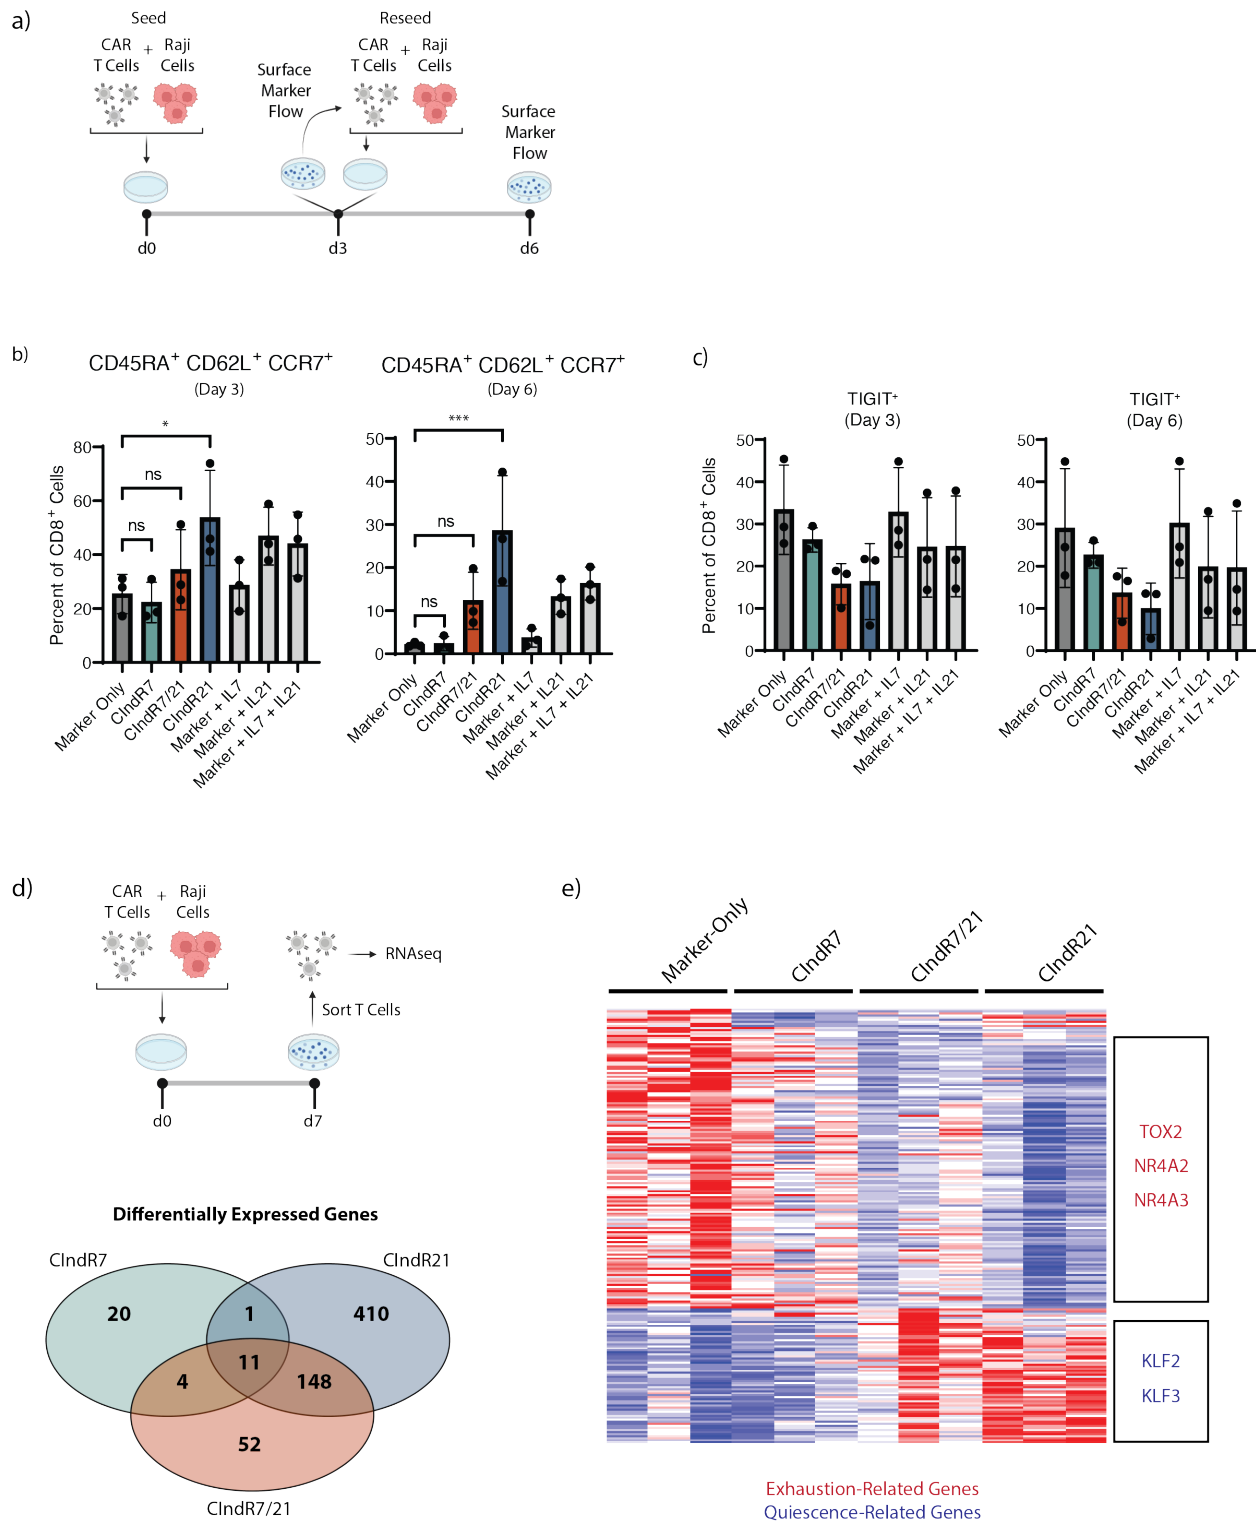 a)
Seed
CAR
T Cells
+
Raji
Cells
Surface
Marker
Flow
Reseed
CAR
T Cells
+
Raji
Cells
Surface
Marker
Flow
d0
d3
d6
b)
CD45RA+ CD62L+ CCR7+
(Day 3)
Percent of CD8+ Cells
80
60
40
20
0
*
ns
ns
Marker Only
CIndR7
CIndR7/21
CIndR21
Marker + IL7
Marker + IL21
Marker + IL7 + IL21
CD45RA+ CD62L+ CCR7+
(Day 6)
50
40
30
20
10
0
***
ns
ns
Marker Only
CIndR7
CIndR7/21
CIndR21
Marker + IL7
Marker + IL21
Marker + IL7 + IL21
c)
TIGIT+
(Day 3)
Percent of CD8+ Cells
50
40
30
20
10
0
Marker Only
CIndR7
CIndR7/21
CIndR21
Marker + IL7
Marker + IL21
Marker + IL7 + IL21
TIGIT+
(Day 6)
50
40
30
20
10
0
Marker Only
CIndR7
CIndR7/21
CIndR21
Marker + IL7
Marker + IL21
Marker + IL7 + IL21
d)
CAR
T Cells
+
Raji
Cells
RNAseq
Sort T Cells
d0
d7
Differentially Expressed Genes
CIndR7
CIndR21
20
1
410
11
4
148
52
CIndR7/21
e)
Marker-Only
CIndR7
CIndR7/21
CIndR21
TOX2
NR4A2
NR4A3
KLF2
KLF3
Exhaustion-Related Genes
Quiescence-Related Genes